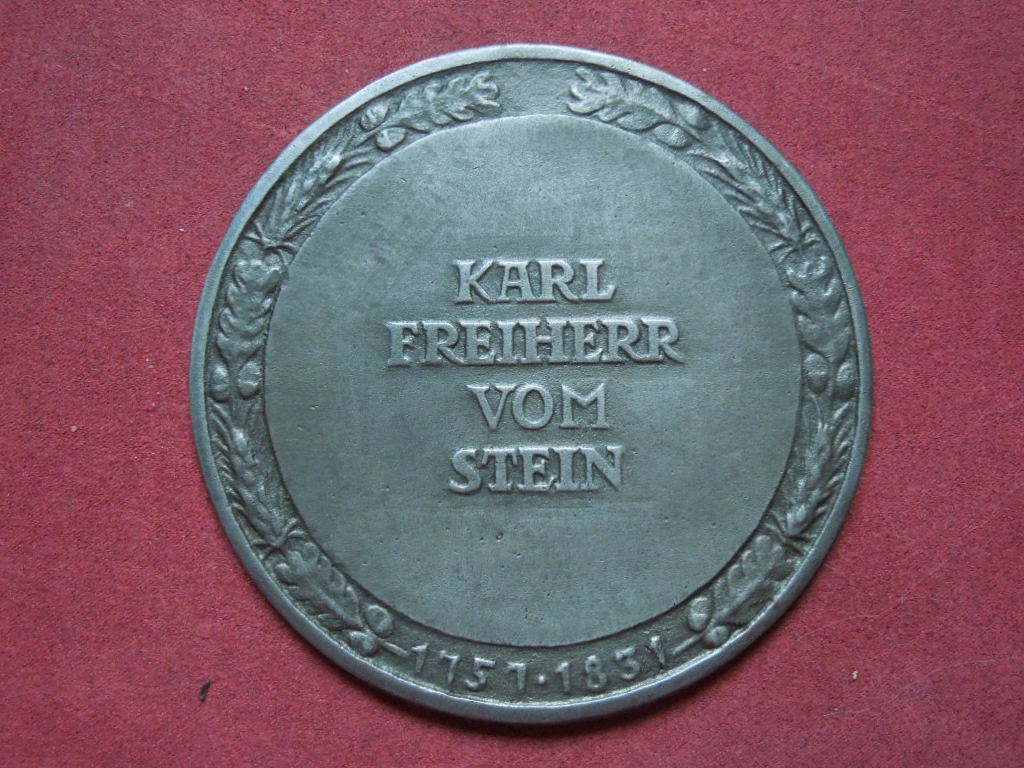 KARL
FREIHERR
VOM
STEIN
1757·1831